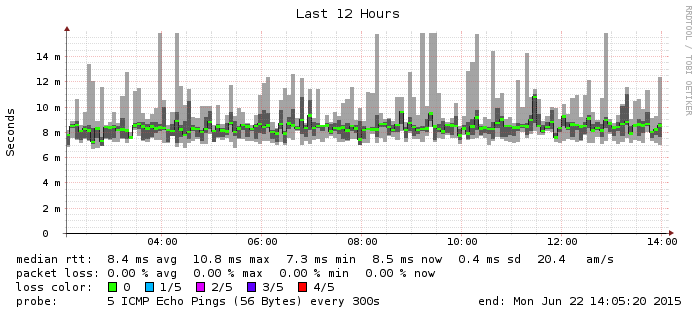 Last 12 Hours
RRDTOOL / TOBI OETIKER
Seconds
14 m
12 m
10 m
8 m
6 m
4 m
2 m
0
04:00 06:00 08:00 10:00 12:00 14:00
median rtt: 8.4 ms avg 10.8 ms max 7.3 ms min 8.5 ms now 0.4 ms sd 20.4 am/s
packet loss: 0.00 % avg 0.00 % max 0.00 % min 0.00 % now
loss color: 0 1/5 2/5 3/5 4/5
probe: 5 ICMP Echo Pings (56 Bytes) every 300s end: Mon Jun 22 14:05:20 2015